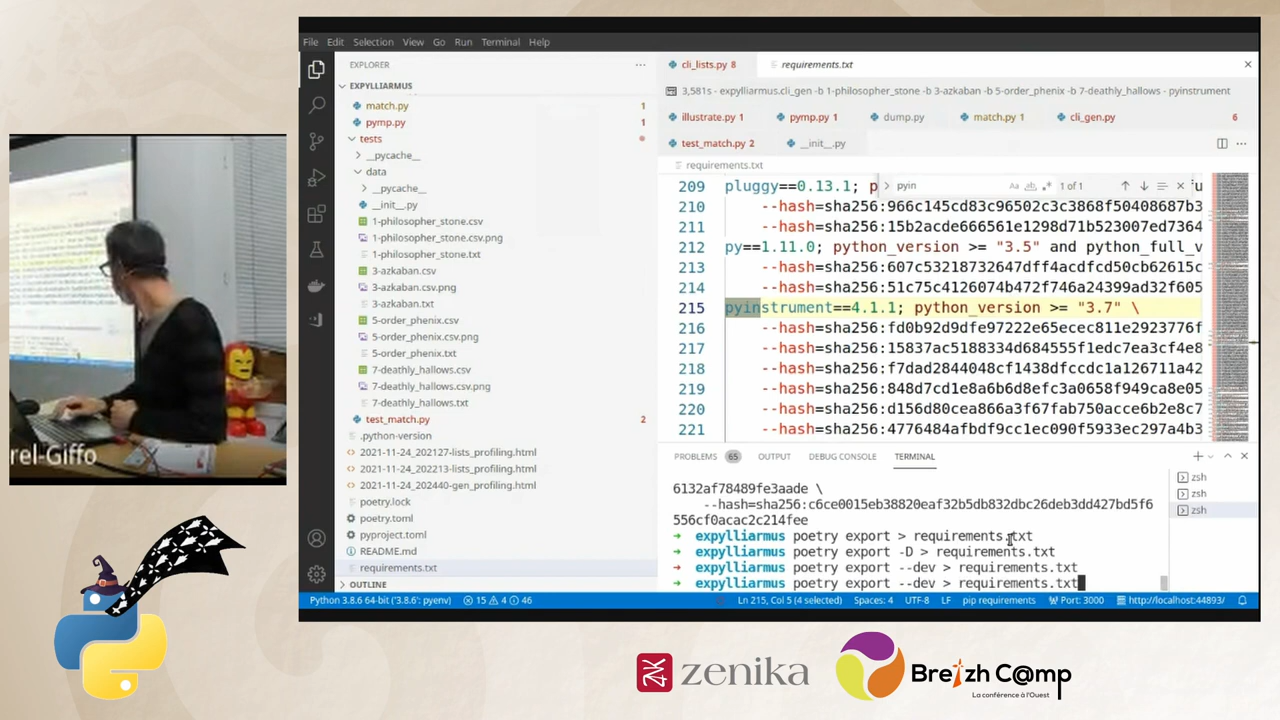 File Edit Selection View Go Run Terminal Help
EXPLORER
EXPYLLIARMUS
match.py 1
pymp.py 1
tests
__pycache__
data
__pycache__
__init__.py
1-philosopher_stone.csv
1-philosopher_stone.csv.png
1-philosopher_stone.txt
3-azkaban.csv
3-azkaban.csv.png
3-azkaban.txt
5-order_phenix.csv
5-order_phenix.csv.png
5-order_phenix.txt
7-deathly_hallows.csv
7-deathly_hallows.csv.png
7-deathly_hallows.txt
test_match.py 2
.python-version
2021-11-24_202127-lists_profiling.html
2021-11-24_202213-lists_profiling.html
2021-11-24_202440-gen_profiling.html
poetry.lock
poetry.toml
pyproject.toml
README.md
requirements.txt
OUTLINE
cli_lists.py 8 requirements.txt
3,581s - expylliarmus.cli_gen -b 1-philosopher_stone -b 3-azkaban -b 5-order_phenix -b 7-deathly_hallows - pyinstrument
illustrate.py 1 pymp.py 1 dump.py match.py 1 cli_gen.py 6
test_match.py 2 __init__.py
requirements.txt
pyin Aa ab 1 of 1
209 pluggy==0.13.1; p
210 --hash=sha256:
211 --hash=sha256:
212 py==1.11.0; python_version >= "3.5" and python_full_v
213 --hash=sha256:607c53218732647dff4acdfcd50cb62615c
214 --hash=sha256:51c75c4126074b472f746a24399ad32f605
215 pyinstrument==4.1.1; python_version >= "3.7" \
216 --hash=sha256:
217 --hash=sha256:
218 --hash=sha256:f7dad2844048cf1438dfccdc1a126711a42
219 --hash=sha256:
220 --hash=sha256:
221 --hash=sha256:4776484afbdf9cc1ec090f5933ec297a4b3
PROBLEMS 65 OUTPUT DEBUG CONSOLE TERMINAL
6132af78489fe3aade \
--hash=sha256:c6ce0015eb38820eaf32b5db832dbc26deb3dd427bd5f6
556cf0acac2c214fee
➜ expylliarmus poetry export > requirements.txt
➜ expylliarmus poetry export -D > requirements.txt
➜ expylliarmus poetry export --dev > requirements.txt
➜ expylliarmus poetry export --dev > requirements.txt
zsh
zsh
zsh
Python 3.8.6 64-bit ('3.8.6': pyenv) 15 4 46 Ln 215, Col 5 (4 selected) Spaces: 4 UTF-8 LF pip requirements Port: 3000 http://localhost:44893/
rel-Giffo
zenika
Breizh C@mp
La conférence à l'Ouest